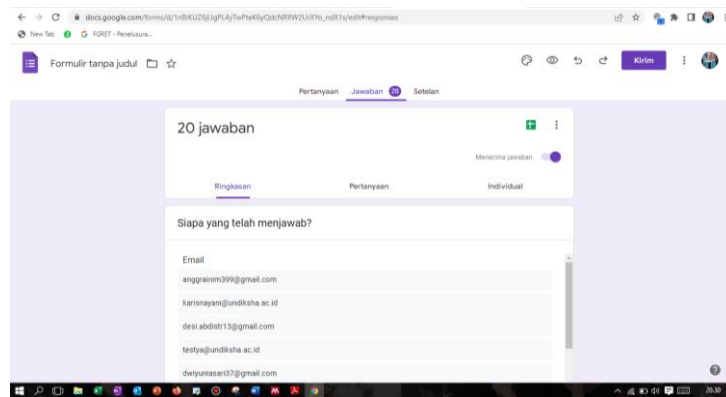 docs.google.com/forms/d/1nBiKUZ6jUgPL4yTwPteK6yQdcNRItW2UrXYo_ndX1s/edit#responses
New Tab
FGRET - Penelusura...
Formulir tanpa judul
Kirim
Pertanyaan Jawaban 20 Setelan
20 jawaban
Menerima jawaban
Ringkasan Pertanyaan Individual
Siapa yang telah menjawab?
Email
anggrainim399@gmail.com
karisnayani@undiksha.ac.id
desi.abdistr13@gmail.com
testya@undiksha.ac.id
dwiyuniasari37@gmail.com
20.30